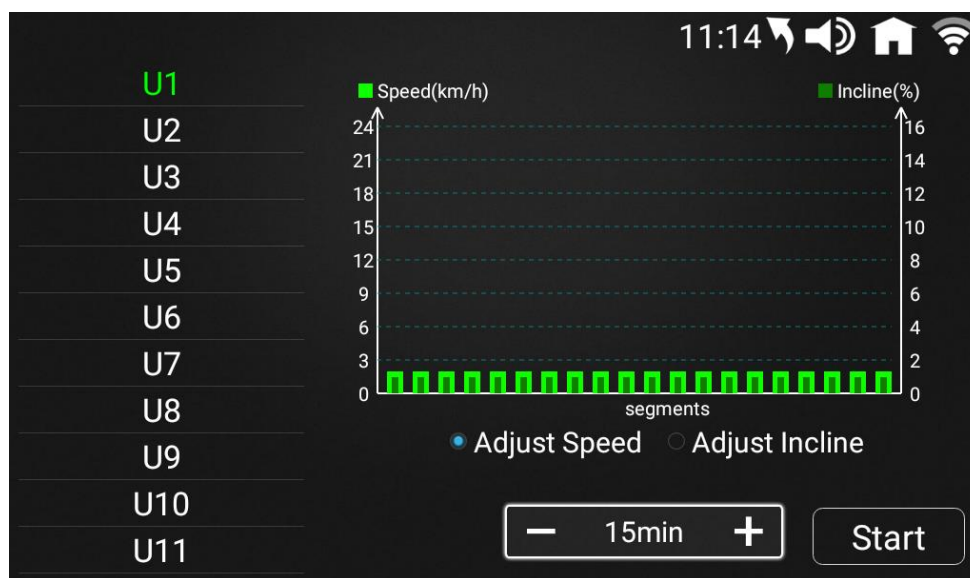 11:14
U1
U2
U3
U4
U5
U6
U7
U8
U9
U10
U11
Speed(km/h) Incline(%)
24 16
21 14
18 12
15 10
12 8
9 6
6 4
3 2
0 0
segments
Adjust Speed Adjust Incline
15min
Start